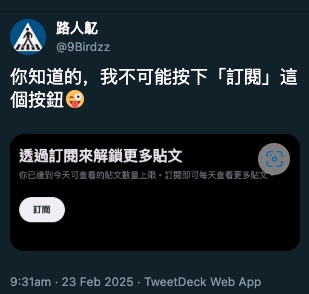 路人髟
@9Birdzz
你知道的，我不可能按下「訂閱」這
個按鈕😜
透過訂閱來解鎖更多貼文
你已達到今天可查看的貼文數量上限。訂閱即可每天查看更多貼文。
訂閱
9:31am · 23 Feb 2025 · TweetDeck Web App